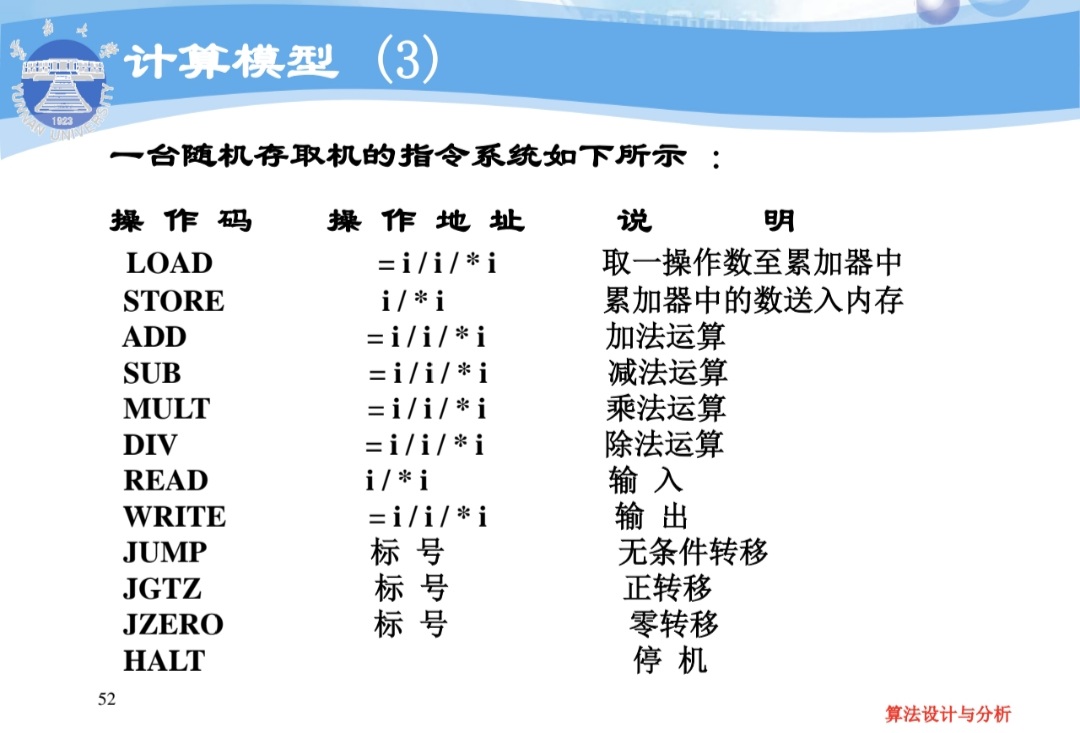 计算模型 (3)
YUNNAN UNIVERSITY
1923
一台随机存取机的指令系统如下所示 :
操 作 码 操 作 地 址 说 明
LOAD = i / i / * i 取一操作数至累加器中
STORE i / * i 累加器中的数送入内存
ADD = i / i / * i 加法运算
SUB = i / i / * i 减法运算
MULT = i / i / * i 乘法运算
DIV = i / i / * i 除法运算
READ i / * i 输 入
WRITE = i / i / * i 输 出
JUMP 标 号 无条件转移
JGTZ 标 号 正转移
JZERO 标 号 零转移
HALT 停 机
52
算法设计与分析